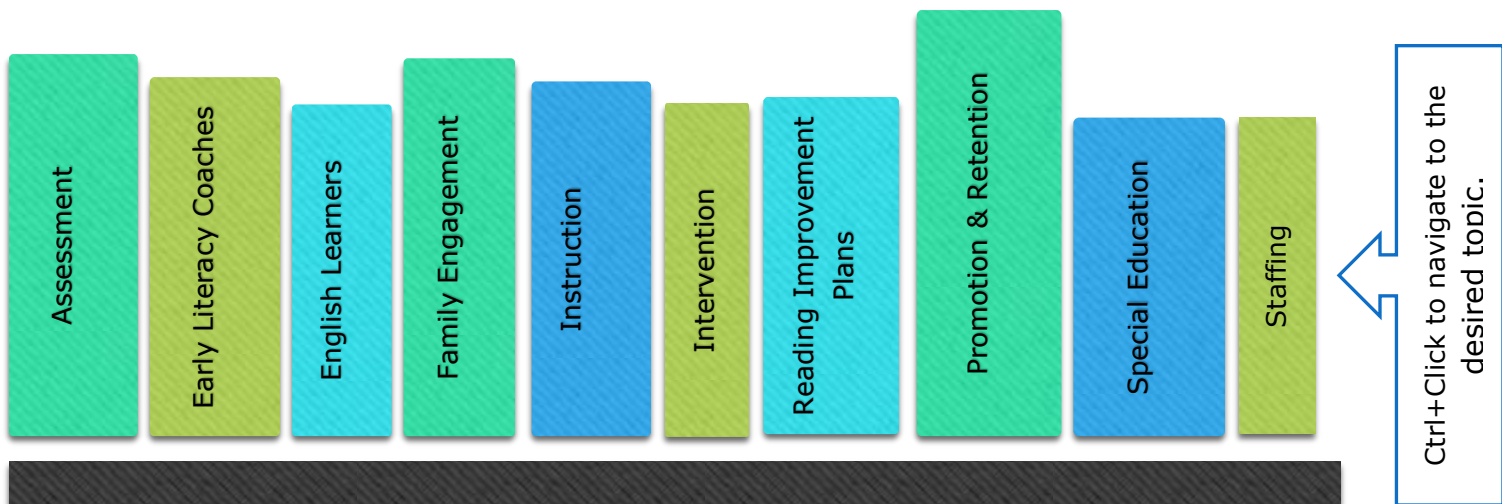 Assessment
Early Literacy Coaches
English Learners
Family Engagement
Instruction
Intervention
Reading Improvement
Plans
Promotion & Retention
Special Education
Staffing
Ctrl+Click to navigate to the
desired topic.